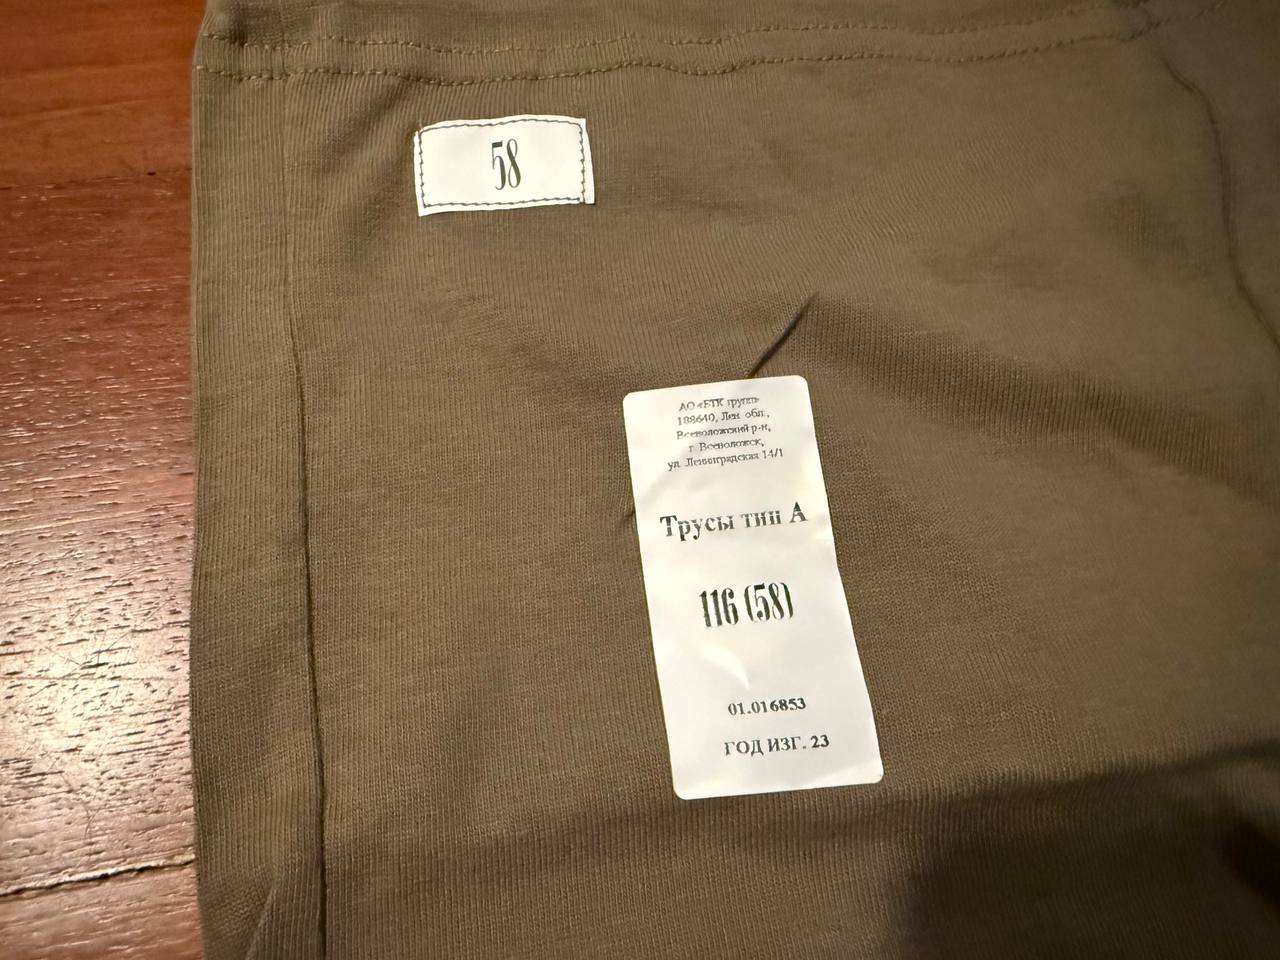 58
АО «БТК групп»
188640, Лен. обл.,
Всеволожский р-н,
г. Всеволожск,
ул. Ленинградская 14/1
Трусы тип А
116 (58)
01.016853
ГОД ИЗГ. 23